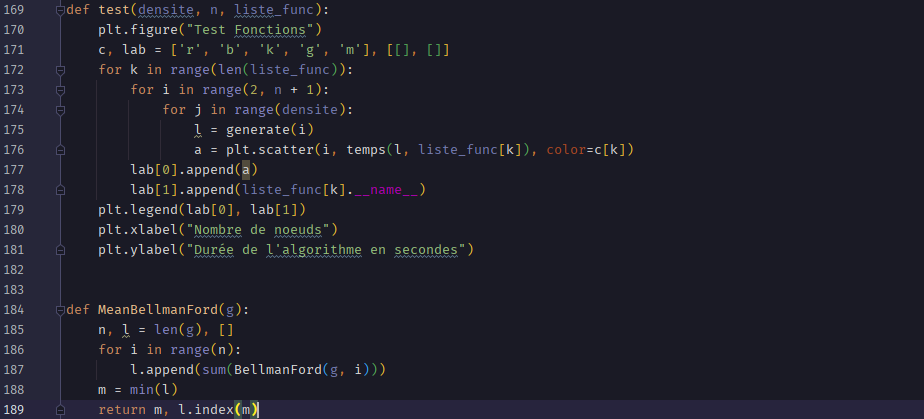 169 def test(densite, n, liste_func):
170     plt.figure("Test Fonctions")
171     c, lab = ['r', 'b', 'k', 'g', 'm'], [[], []]
172     for k in range(len(liste_func)):
173         for i in range(2, n + 1):
174             for j in range(densite):
175                 l = generate(i)
176                 a = plt.scatter(i, temps(l, liste_func[k]), color=c[k])
177         lab[0].append(a)
178         lab[1].append(liste_func[k].__name__)
179     plt.legend(lab[0], lab[1])
180     plt.xlabel("Nombre de noeuds")
181     plt.ylabel("Durée de l'algorithme en secondes")
182
183
184 def MeanBellmanFord(g):
185     n, l = len(g), []
186     for i in range(n):
187         l.append(sum(BellmanFord(g, i)))
188     m = min(l)
189     return m, l.index(m)